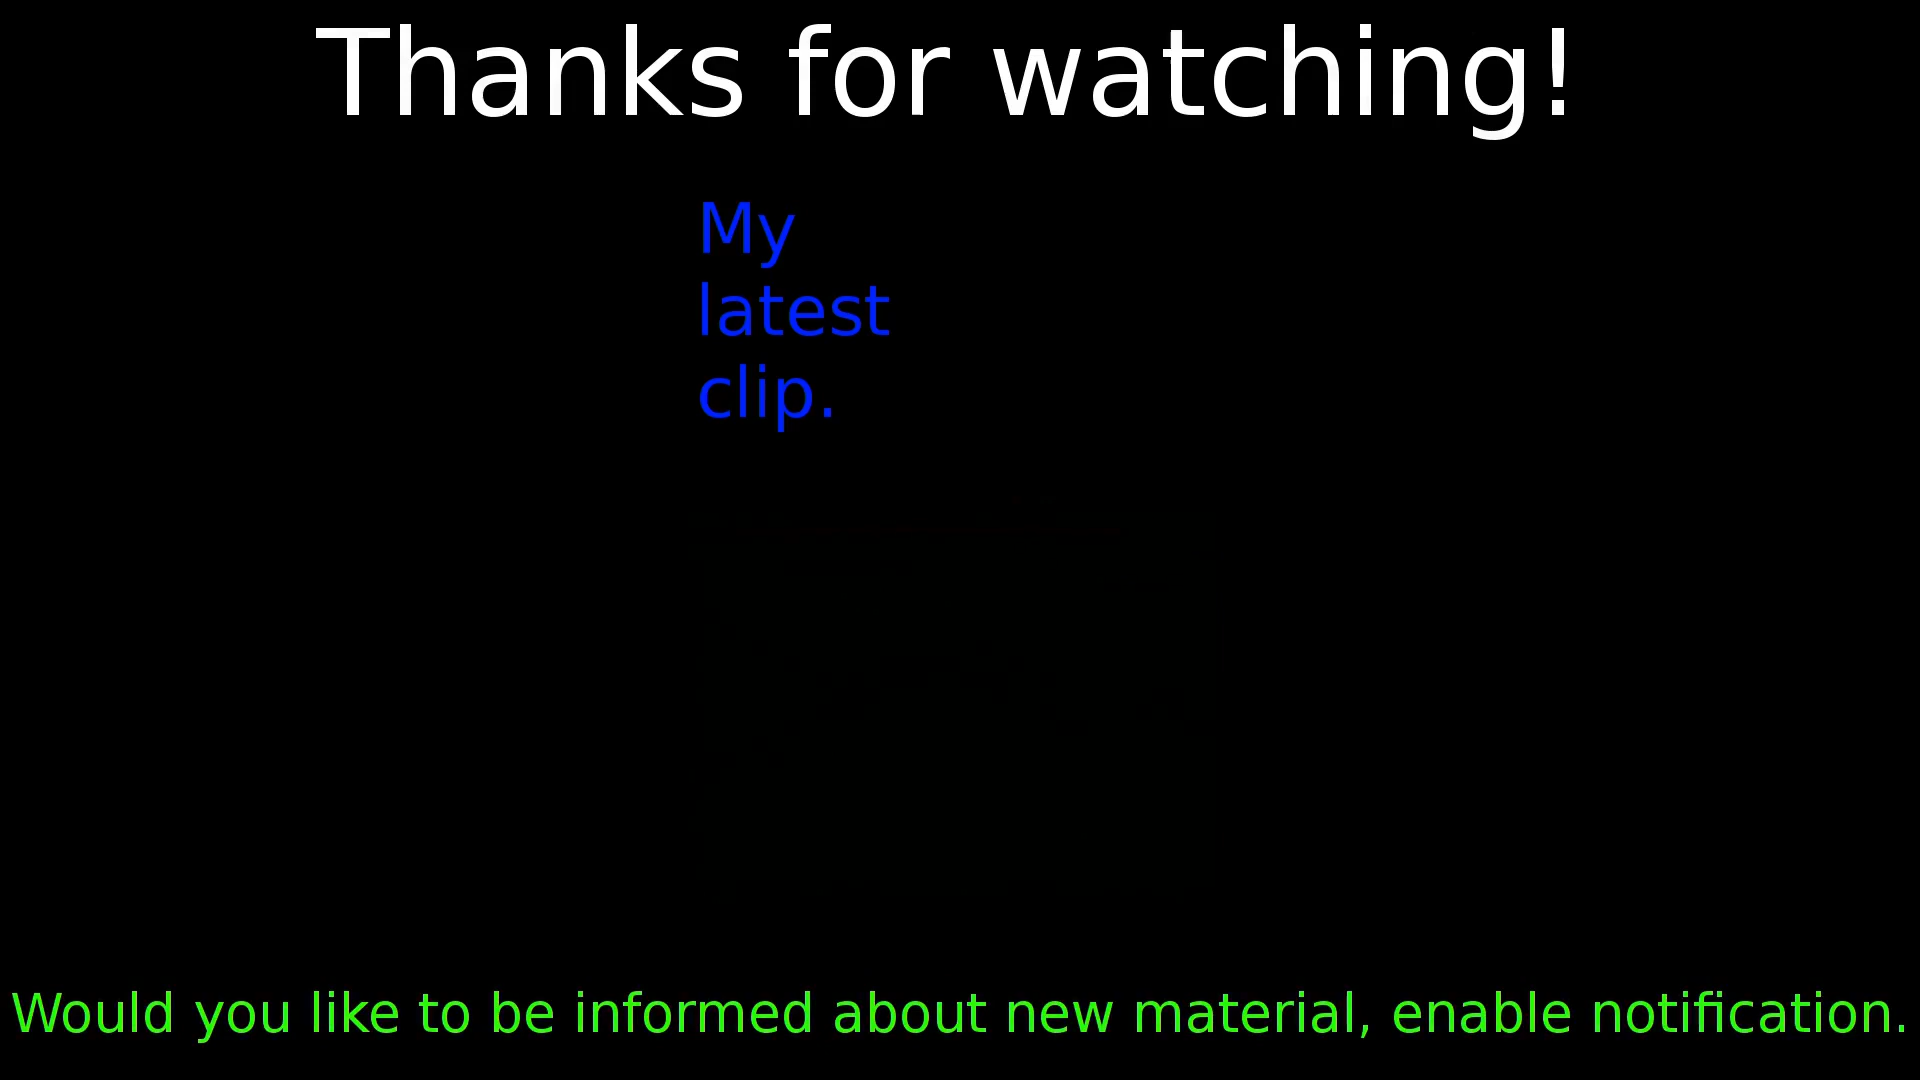 Thanks for watching!
My
latest
clip.
Would you like to be informed about new material, enable notification.